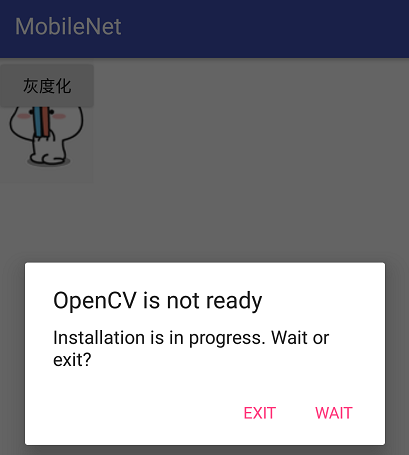 MobileNet
灰度化
OpenCV is not ready
Installation is in progress. Wait or
exit?
EXIT WAIT